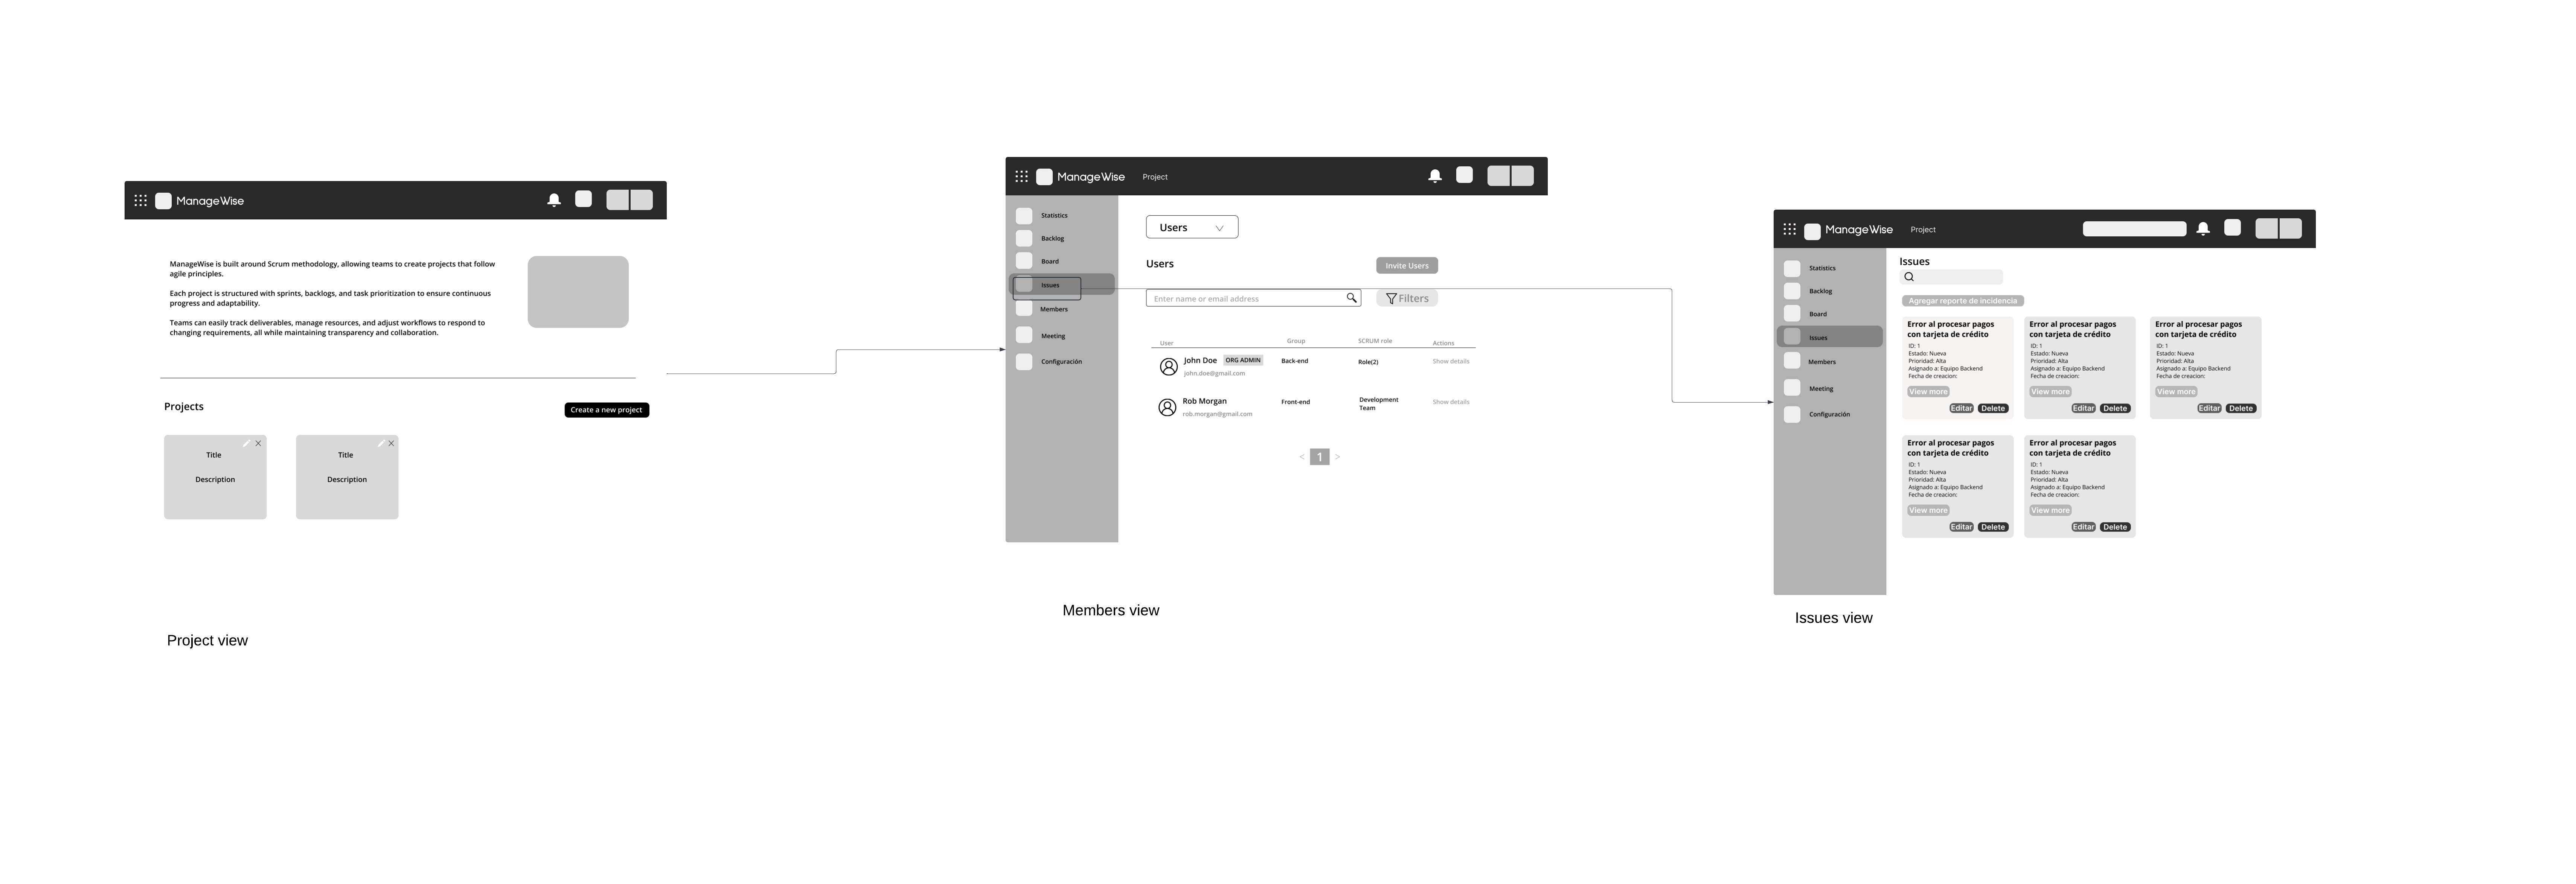 ManageWise
ManageWise is built around Scrum methodology, allowing teams to create projects that follow
agile principles.
Each project is structured with sprints, backlogs, and task prioritization to ensure continuous
progress and adaptability.
Teams can easily track deliverables, manage resources, and adjust workflows to respond to
changing requirements, all while maintaining transparency and collaboration.
Projects
Create a new project
Title
Description
Title
Description
Project view
ManageWise
Project
Statistics
Backlog
Board
Issues
Members
Meeting
Configuración
Users
Users
Invite Users
Enter name or email address
Filters
User
Group
SCRUM role
Actions
John Doe
ORG ADMIN
john.doe@gmail.com
Back-end
Role(2)
Show details
Rob Morgan
rob.morgan@gmail.com
Front-end
Development
Team
Show details
< 1 >
Members view
ManageWise
Project
Statistics
Backlog
Board
Issues
Members
Meeting
Configuración
Issues
Agregar reporte de incidencia
Error al procesar pagos
con tarjeta de crédito
ID: 1
Estado: Nueva
Prioridad: Alta
Asignado a: Equipo Backend
Fecha de creacion:
View more
Editar
Delete
Error al procesar pagos
con tarjeta de crédito
ID: 1
Estado: Nueva
Prioridad: Alta
Asignado a: Equipo Backend
Fecha de creacion:
View more
Editar
Delete
Error al procesar pagos
con tarjeta de crédito
ID: 1
Estado: Nueva
Prioridad: Alta
Asignado a: Equipo Backend
Fecha de creacion:
View more
Editar
Delete
Error al procesar pagos
con tarjeta de crédito
ID: 1
Estado: Nueva
Prioridad: Alta
Asignado a: Equipo Backend
Fecha de creacion:
View more
Editar
Delete
Error al procesar pagos
con tarjeta de crédito
ID: 1
Estado: Nueva
Prioridad: Alta
Asignado a: Equipo Backend
Fecha de creacion:
View more
Editar
Delete
Issues view